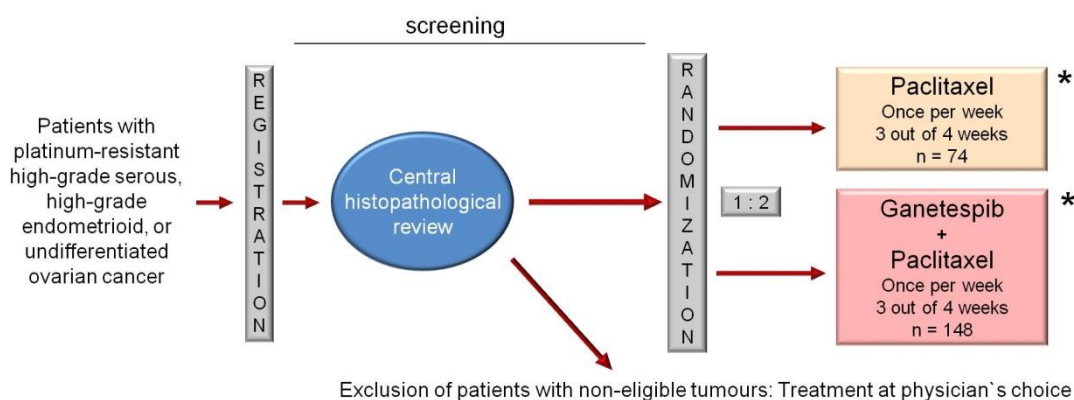 screening
Patients with
platinum-resistant
high-grade serous,
high-grade
endometrioid, or
undifferentiated
ovarian cancer
REGISTRATION
Central
histopathological
review
RANDOMIZATION
1 : 2
Paclitaxel
Once per week
3 out of 4 weeks
n = 74
*
Ganetespib
+
Paclitaxel
Once per week
3 out of 4 weeks
n = 148
*
Exclusion of patients with non-eligible tumours: Treatment at physician`s choice